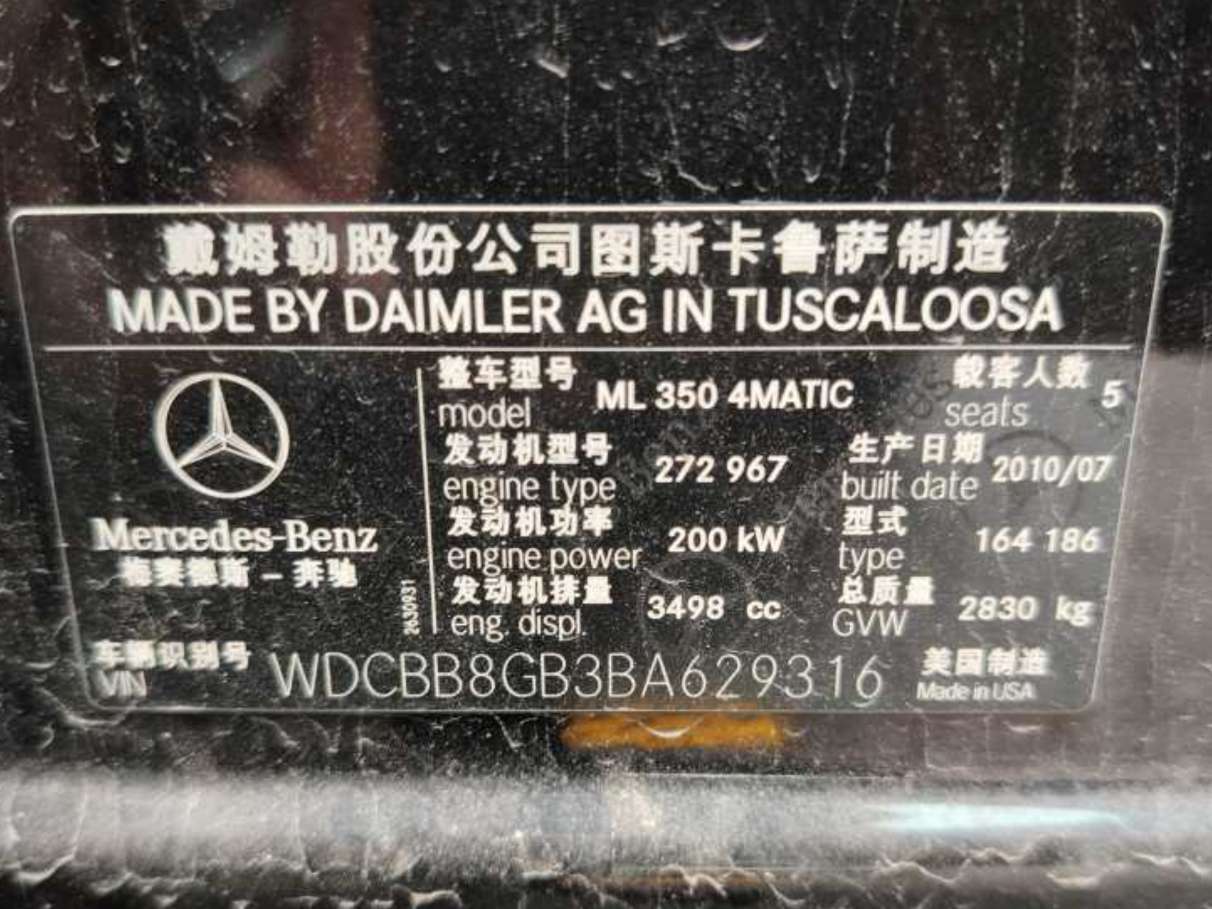 戴姆勒股份公司图斯卡鲁萨制造
MADE BY DAIMLER AG IN TUSCALOOSA
整车型号 ML 350 4MATIC 载客人数 5
model seats
发动机型号 272 967 生产日期 2010/07
engine type built date
发动机功率 200 kW 型式 164 186
engine power type
发动机排量 3498 cc 总质量 2830 kg
eng. displ. GVW
Mercedes-Benz
梅赛德斯 - 奔驰
2630931
车辆识别号 WDCBB8GB3BA629316 美国制造
VIN Made in USA